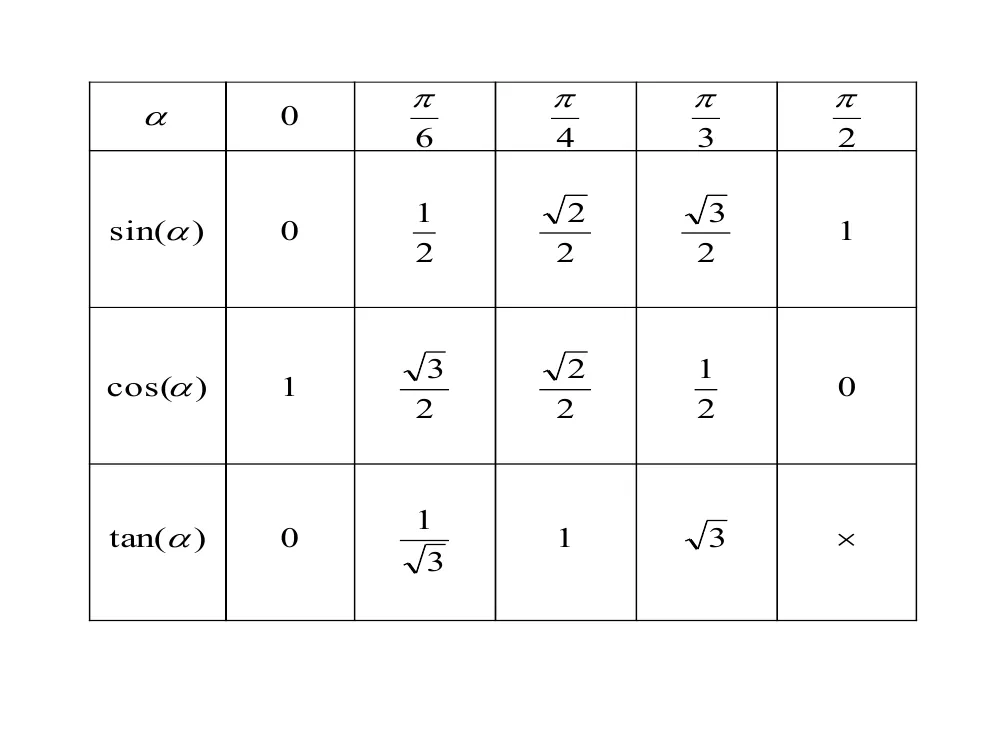 α 0 π/6 π/4 π/3 π/2
sin(α) 0 1/2 √2/2 √3/2 1
cos(α) 1 √3/2 √2/2 1/2 0
tan(α) 0 1/√3 1 √3 ×